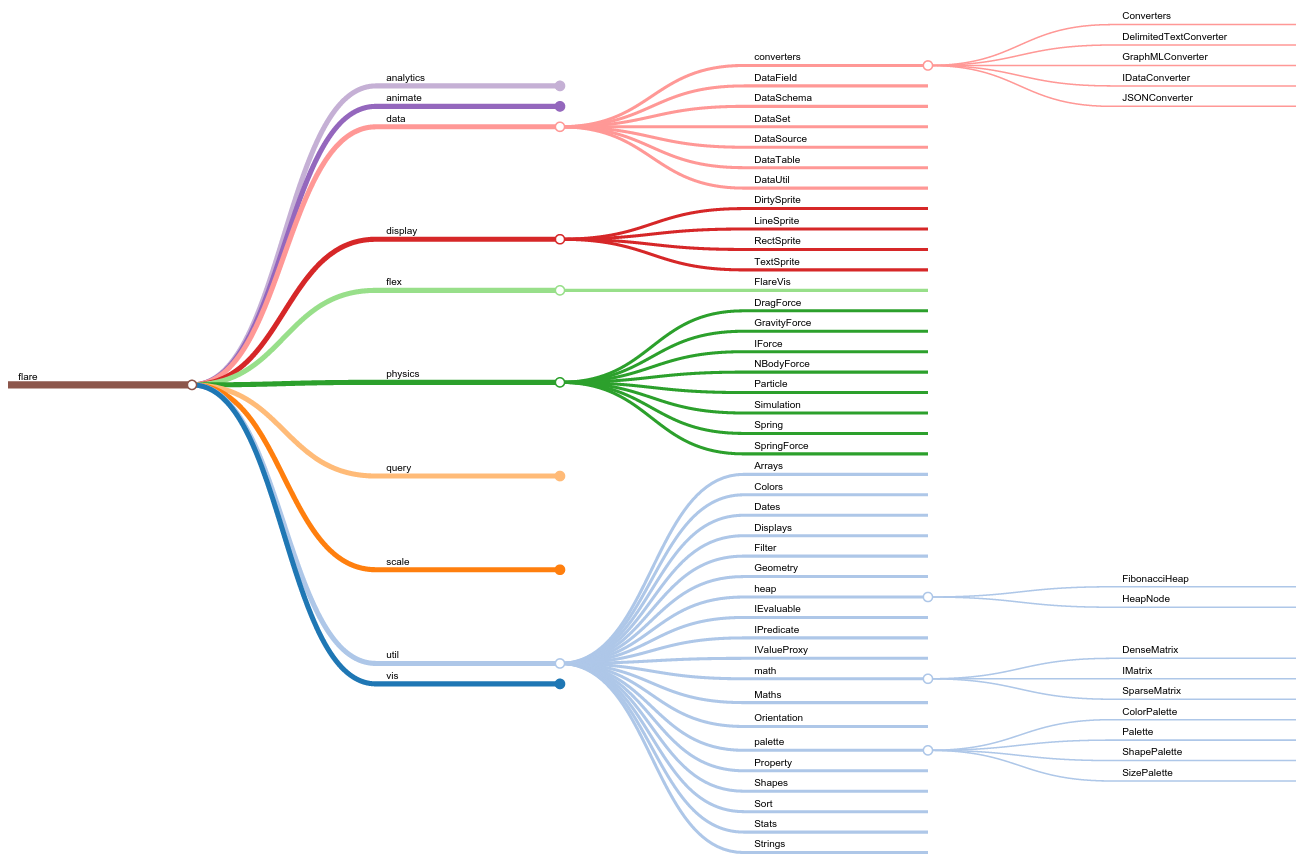 flare
analytics
animate
data
display
flex
physics
query
scale
util
vis
converters
DataField
DataSchema
DataSet
DataSource
DataTable
DataUtil
DirtySprite
LineSprite
RectSprite
TextSprite
FlareVis
DragForce
GravityForce
IForce
NBodyForce
Particle
Simulation
Spring
SpringForce
Arrays
Colors
Dates
Displays
Filter
Geometry
heap
IEvaluable
IPredicate
IValueProxy
math
Maths
Orientation
palette
Property
Shapes
Sort
Stats
Strings
Converters
DelimitedTextConverter
GraphMLConverter
IDataConverter
JSONConverter
FibonacciHeap
HeapNode
DenseMatrix
IMatrix
SparseMatrix
ColorPalette
Palette
ShapePalette
SizePalette